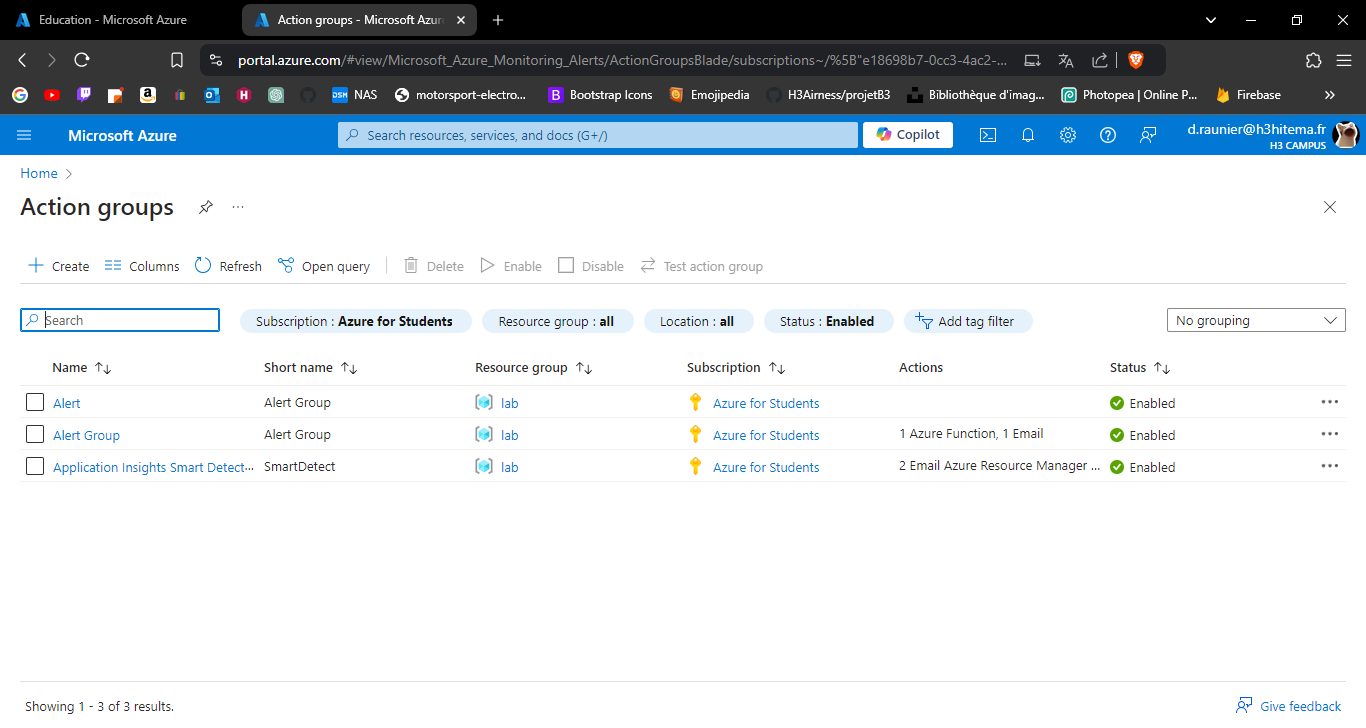 Education - Microsoft Azure
Action groups - Microsoft Azur
portal.azure.com/#view/Microsoft_Azure_Monitoring_Alerts/ActionGroupsBlade/subscriptions~/%5B"e18698b7-0cc3-4ac2-...
DSM NAS motorsport-electro... B Bootstrap Icons Emojipedia H3Airness/projetB3 Bibliothèque d'imag... Photopea | Online P... Firebase »
Microsoft Azure
Search resources, services, and docs (G+/)
Copilot
d.raunier@h3hitema.fr
H3 CAMPUS
Home >
Action groups ...
Create Columns Refresh Open query Delete Enable Disable Test action group
Search Subscription : Azure for Students Resource group : all Location : all Status : Enabled Add tag filter No grouping
Name Short name Resource group Subscription Actions Status
Alert Alert Group lab Azure for Students Enabled
Alert Group Alert Group lab Azure for Students 1 Azure Function, 1 Email Enabled
Application Insights Smart Detect... SmartDetect lab Azure for Students 2 Email Azure Resource Manager ... Enabled
Showing 1 - 3 of 3 results.
Give feedback